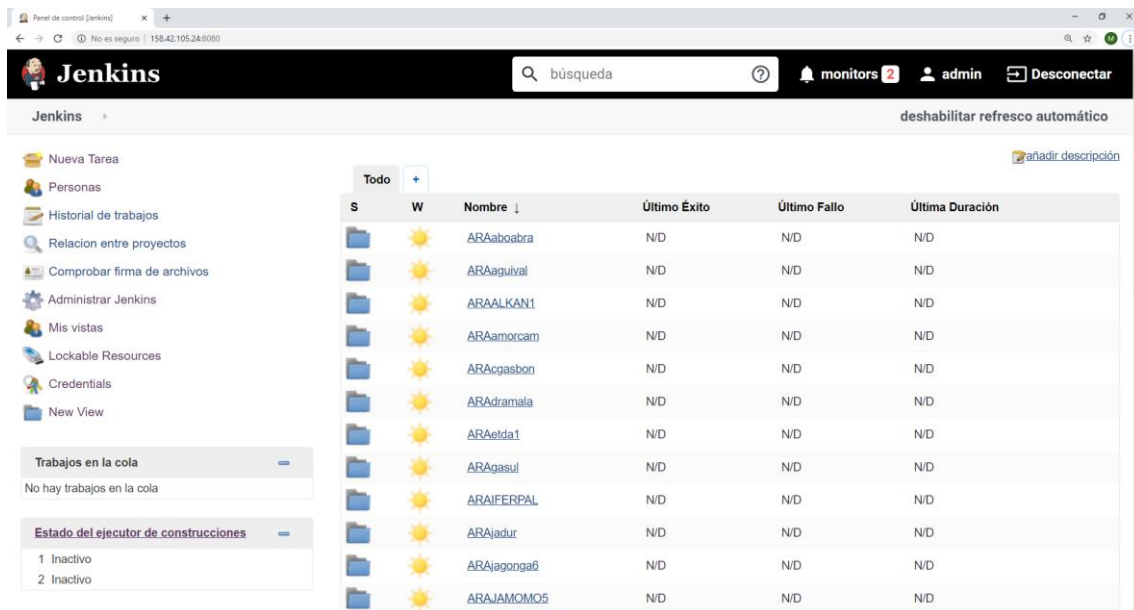 Panel de control [Jenkins]
No es seguro | 158.42.105.24:8080
M
Jenkins
búsqueda
monitors 2
admin
Desconectar
Jenkins
deshabilitar refresco automático
Nueva Tarea
Personas
Historial de trabajos
Relacion entre proyectos
Comprobar firma de archivos
Administrar Jenkins
Mis vistas
Lockable Resources
Credentials
New View
Trabajos en la cola
No hay trabajos en la cola
Estado del ejecutor de construcciones
1 Inactivo
2 Inactivo
añadir descripción
Todo +
S W Nombre ↓ Último Éxito Último Fallo Última Duración
ARAaboabra N/D N/D N/D
ARAaguival N/D N/D N/D
ARAALKAN1 N/D N/D N/D
ARAamorcam N/D N/D N/D
ARAcgasbon N/D N/D N/D
ARAdramala N/D N/D N/D
ARAetda1 N/D N/D N/D
ARAgasul N/D N/D N/D
ARAIFERPAL N/D N/D N/D
ARAjadur N/D N/D N/D
ARAjagonga6 N/D N/D N/D
ARAJAMOMO5 N/D N/D N/D